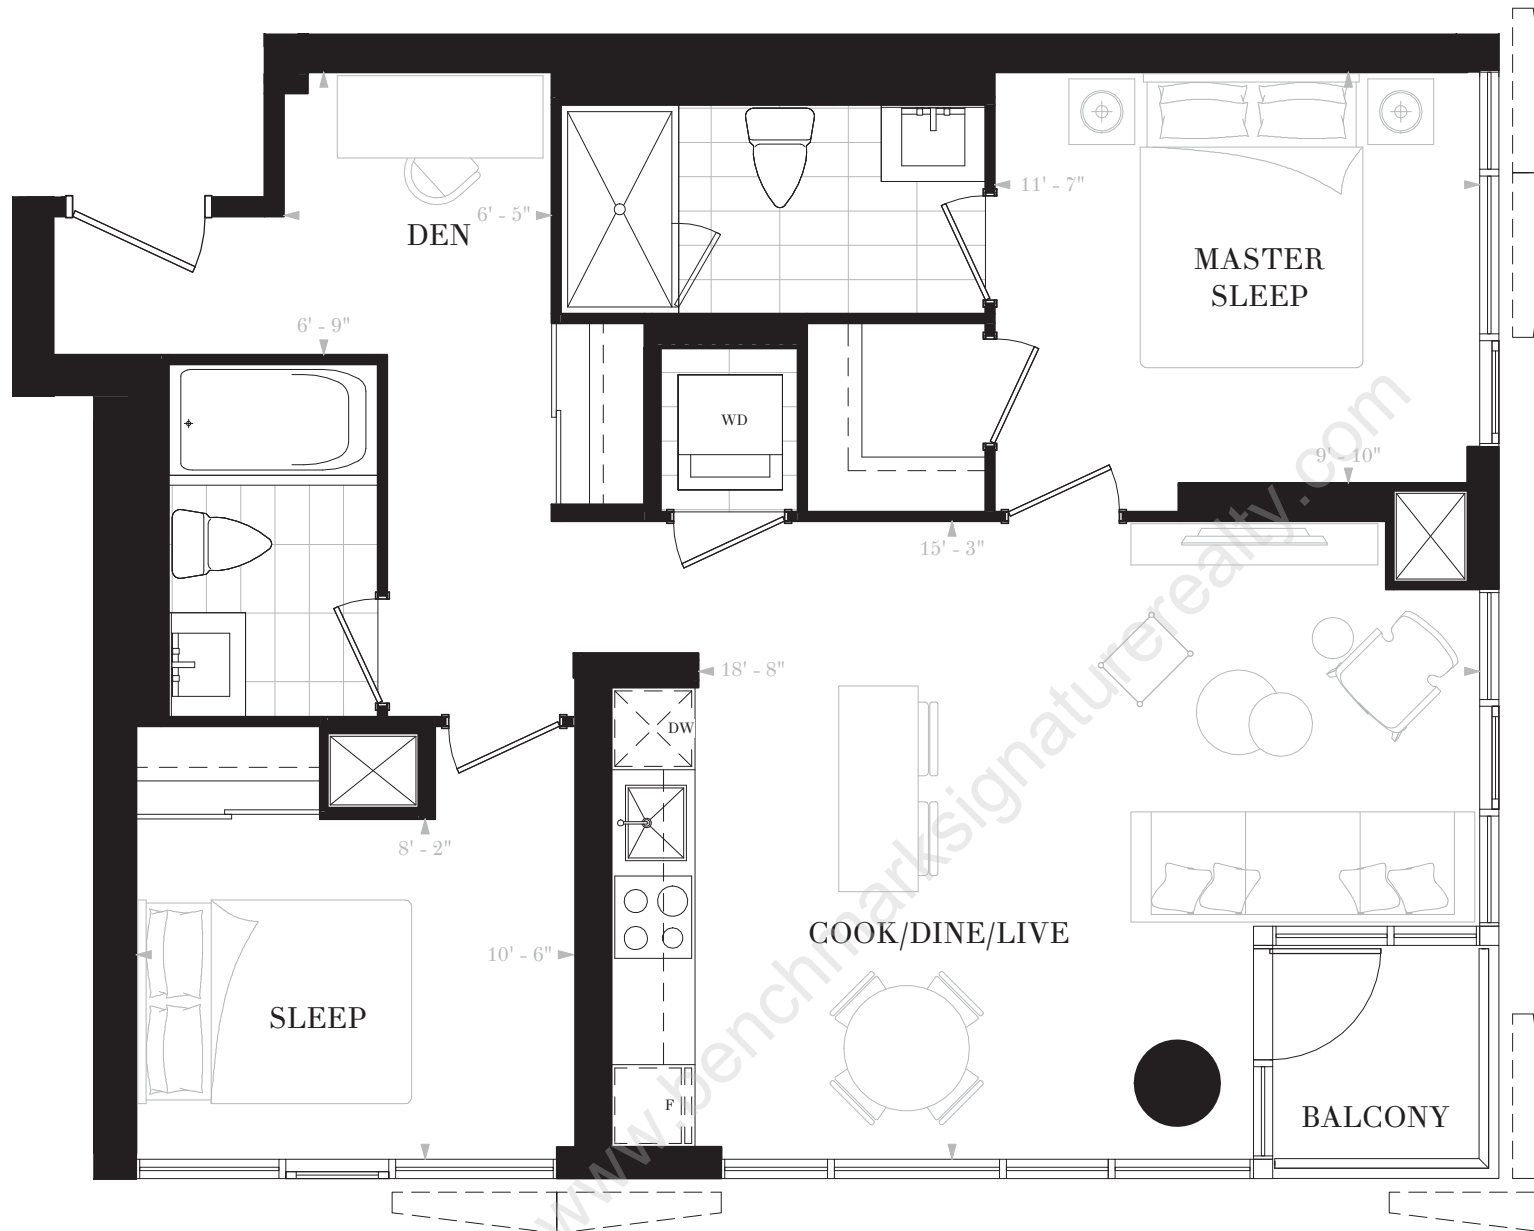 11' - 7"
6' - 5"
DEN
MASTER
SLEEP
6' - 9"
WD
9' - 10"
15' - 3"
18' - 8"
DW
8' - 2"
COOK/DINE/LIVE
10' - 6"
SLEEP
F
BALCONY
www.benchmarksignaturerealty.com